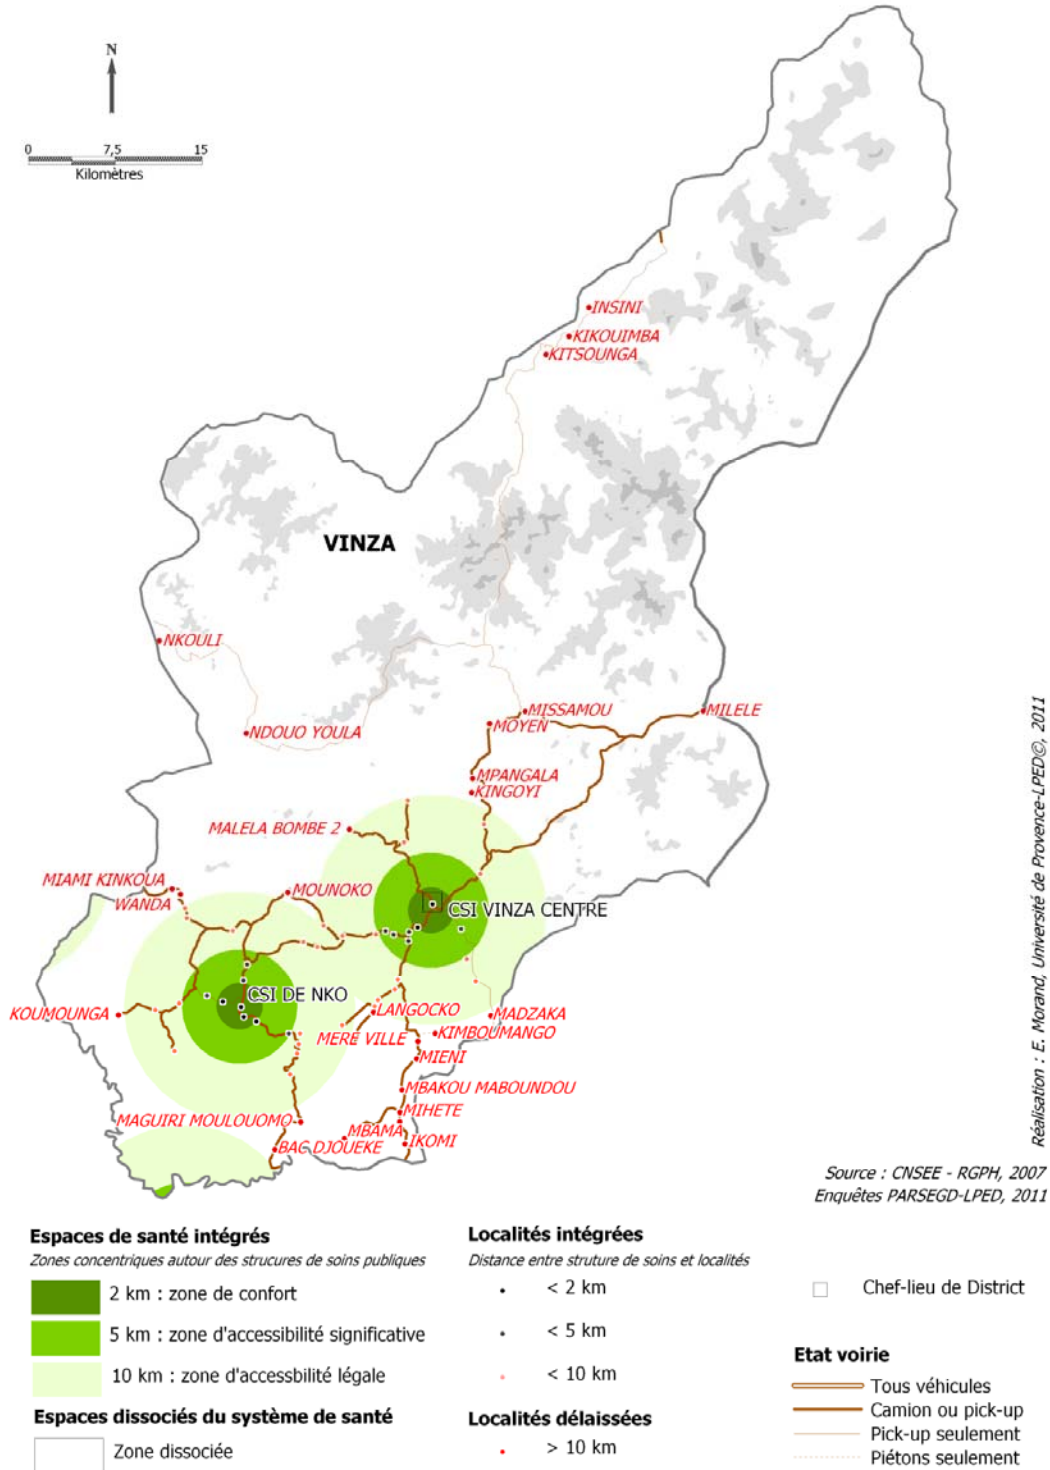 N
0 7,5 15
Kilomètres
INSINI
KIKOUIMBA
KITSOUNGA
VINZA
NKOULI
NDOUO YOULA
MISSAMOU
MILELE
MOYEN
MPANGALA
KINGOYI
MALELA BOMBE 2
MIAMI KINKOUA
MOUNOKO
WANDA
CSI VINZA CENTRE
CSI DE NKO
KOUMOUNGA
LANGOCKO
MADZAKA
MERE VILLE
KIMBOUMANGO
MIENI
MBAKOU MABOUNDOU
MIHETE
MAGUIRI MOULOUOMO
MBAMA
IKOMI
BAC DJOUEKE
Réalisation : E. Morand, Université de Provence-LPED©, 2011
Source : CNSEE - RGPH, 2007
Enquêtes PARSEGD-LPED, 2011
Espaces de santé intégrés
Zones concentriques autour des strucures de soins publiques
2 km : zone de confort
5 km : zone d'accessibilité significative
10 km : zone d'accessbilité légale
Espaces dissociés du système de santé
Zone dissociée
Localités intégrées
Distance entre struture de soins et localités
< 2 km
< 5 km
< 10 km
Localités délaissées
> 10 km
Chef-lieu de District
Etat voirie
Tous véhicules
Camion ou pick-up
Pick-up seulement
Piétons seulement